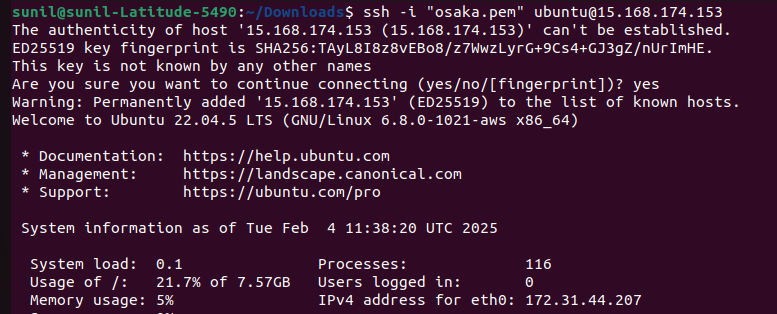 sunil@sunil-Latitude-5490:~/Downloads$ ssh -i "osaka.pem" ubuntu@15.168.174.153
The authenticity of host '15.168.174.153 (15.168.174.153)' can't be established.
ED25519 key fingerprint is SHA256:TAyL8I8z8vEBo8/z7WwzLyrG+9Cs4+GJ3gZ/nUrImHE.
This key is not known by any other names
Are you sure you want to continue connecting (yes/no/[fingerprint])? yes
Warning: Permanently added '15.168.174.153' (ED25519) to the list of known hosts.
Welcome to Ubuntu 22.04.5 LTS (GNU/Linux 6.8.0-1021-aws x86_64)
* Documentation: https://help.ubuntu.com
* Management: https://landscape.canonical.com
* Support: https://ubuntu.com/pro
System information as of Tue Feb 4 11:38:20 UTC 2025
System load: 0.1 Processes: 116
Usage of /: 21.7% of 7.57GB Users logged in: 0
Memory usage: 5% IPv4 address for eth0: 172.31.44.207